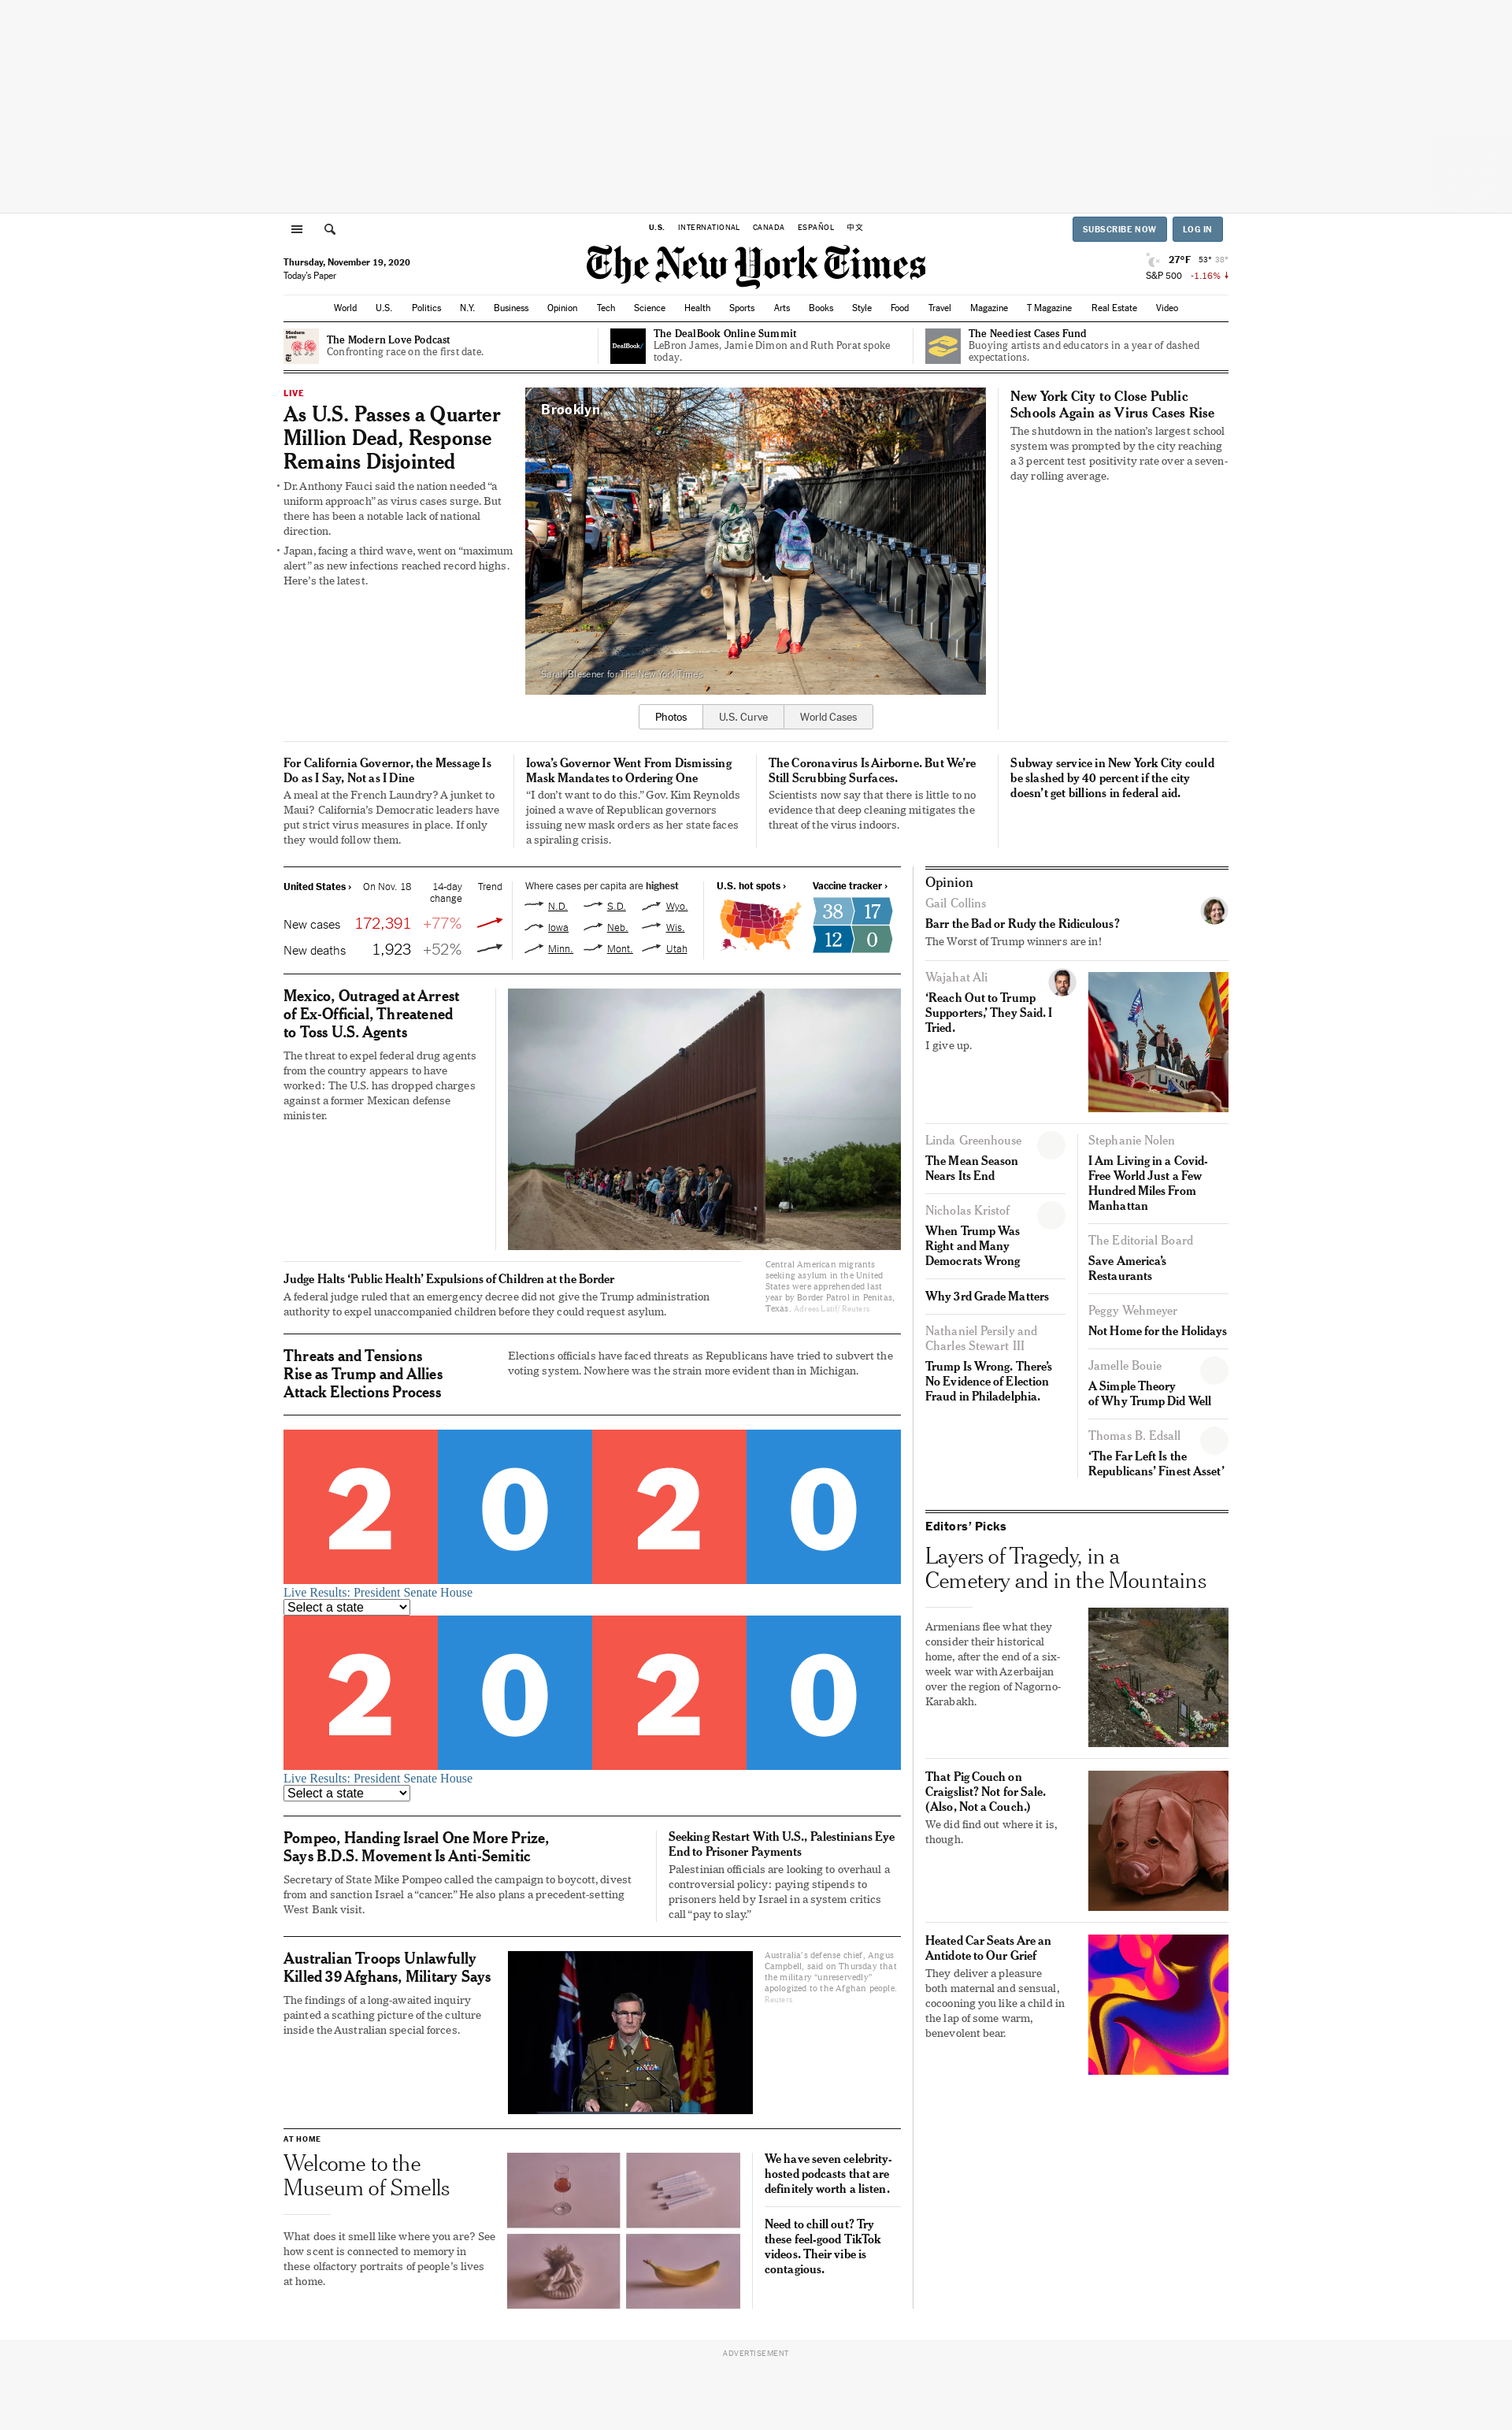 U.S. INTERNATIONAL CANADA ESPAÑOL 中文
SUBSCRIBE NOW LOG IN
Thursday, November 19, 2020
Today's Paper
The New York Times
27°F 53° 38°
S&P 500 -1.16%
World U.S. Politics N.Y. Business Opinion Tech Science Health Sports Arts Books Style Food Travel Magazine T Magazine Real Estate Video
Modern
Love
The Modern Love Podcast
Confronting race on the first date.
DealBook/
The DealBook Online Summit
LeBron James, Jamie Dimon and Ruth Porat spoke
today.
The Neediest Cases Fund
Buoying artists and educators in a year of dashed
expectations.
LIVE
As U.S. Passes a Quarter
Million Dead, Response
Remains Disjointed
• Dr. Anthony Fauci said the nation needed “a
uniform approach” as virus cases surge. But
there has been a notable lack of national
direction.
• Japan, facing a third wave, went on “maximum
alert” as new infections reached record highs.
Here’s the latest.
Brooklyn
Sarah Blesener for The New York Times
Photos U.S. Curve World Cases
New York City to Close Public
Schools Again as Virus Cases Rise
The shutdown in the nation’s largest school
system was prompted by the city reaching
a 3 percent test positivity rate over a seven-
day rolling average.
For California Governor, the Message Is
Do as I Say, Not as I Dine
A meal at the French Laundry? A junket to
Maui? California’s Democratic leaders have
put strict virus measures in place. If only
they would follow them.
Iowa’s Governor Went From Dismissing
Mask Mandates to Ordering One
“I don’t want to do this.” Gov. Kim Reynolds
joined a wave of Republican governors
issuing new mask orders as her state faces
a spiraling crisis.
The Coronavirus Is Airborne. But We’re
Still Scrubbing Surfaces.
Scientists now say that there is little to no
evidence that deep cleaning mitigates the
threat of the virus indoors.
Subway service in New York City could
be slashed by 40 percent if the city
doesn’t get billions in federal aid.
United States › On Nov. 18 14-day Trend
change
New cases 172,391 +77%
New deaths 1,923 +52%
Where cases per capita are highest
N.D. S.D. Wyo.
Iowa Neb. Wis.
Minn. Mont. Utah
U.S. hot spots ›
Vaccine tracker ›
38 17
12 0
Mexico, Outraged at Arrest
of Ex-Official, Threatened
to Toss U.S. Agents
The threat to expel federal drug agents
from the country appears to have
worked: The U.S. has dropped charges
against a former Mexican defense
minister.
Judge Halts ‘Public Health’ Expulsions of Children at the Border
A federal judge ruled that an emergency decree did not give the Trump administration
authority to expel unaccompanied children before they could request asylum.
Central American migrants
seeking asylum in the United
States were apprehended last
year by Border Patrol in Penitas,
Texas. Adrees Latif/Reuters
Threats and Tensions
Rise as Trump and Allies
Attack Elections Process
Elections officials have faced threats as Republicans have tried to subvert the
voting system. Nowhere was the strain more evident than in Michigan.
2 0 2 0
Live Results: President Senate House
Select a state
2 0 2 0
Live Results: President Senate House
Select a state
Pompeo, Handing Israel One More Prize,
Says B.D.S. Movement Is Anti-Semitic
Secretary of State Mike Pompeo called the campaign to boycott, divest
from and sanction Israel a “cancer.” He also plans a precedent-setting
West Bank visit.
Seeking Restart With U.S., Palestinians Eye
End to Prisoner Payments
Palestinian officials are looking to overhaul a
controversial policy: paying stipends to
prisoners held by Israel in a system critics
call “pay to slay.”
Australian Troops Unlawfully
Killed 39 Afghans, Military Says
The findings of a long-awaited inquiry
painted a scathing picture of the culture
inside the Australian special forces.
Australia’s defense chief, Angus
Campbell, said on Thursday that
the military “unreservedly”
apologized to the Afghan people.
Reuters
AT HOME
Welcome to the
Museum of Smells
What does it smell like where you are? See
how scent is connected to memory in
these olfactory portraits of people’s lives
at home.
We have seven celebrity-
hosted podcasts that are
definitely worth a listen.
Need to chill out? Try
these feel-good TikTok
videos. Their vibe is
contagious.
Opinion
Gail Collins
Barr the Bad or Rudy the Ridiculous?
The Worst of Trump winners are in!
Wajahat Ali
‘Reach Out to Trump
Supporters,’ They Said. I
Tried.
I give up.
Linda Greenhouse
The Mean Season
Nears Its End
Nicholas Kristof
When Trump Was
Right and Many
Democrats Wrong
Why 3rd Grade Matters
Nathaniel Persily and
Charles Stewart III
Trump Is Wrong. There’s
No Evidence of Election
Fraud in Philadelphia.
Stephanie Nolen
I Am Living in a Covid-
Free World Just a Few
Hundred Miles From
Manhattan
The Editorial Board
Save America’s
Restaurants
Peggy Wehmeyer
Not Home for the Holidays
Jamelle Bouie
A Simple Theory
of Why Trump Did Well
Thomas B. Edsall
‘The Far Left Is the
Republicans’ Finest Asset’
Editors’ Picks
Layers of Tragedy, in a
Cemetery and in the Mountains
Armenians flee what they
consider their historical
home, after the end of a six-
week war with Azerbaijan
over the region of Nagorno-
Karabakh.
That Pig Couch on
Craigslist? Not for Sale.
(Also, Not a Couch.)
We did find out where it is,
though.
Heated Car Seats Are an
Antidote to Our Grief
They deliver a pleasure
both maternal and sensual,
cocooning you like a child in
the lap of some warm,
benevolent bear.
ADVERTISEMENT